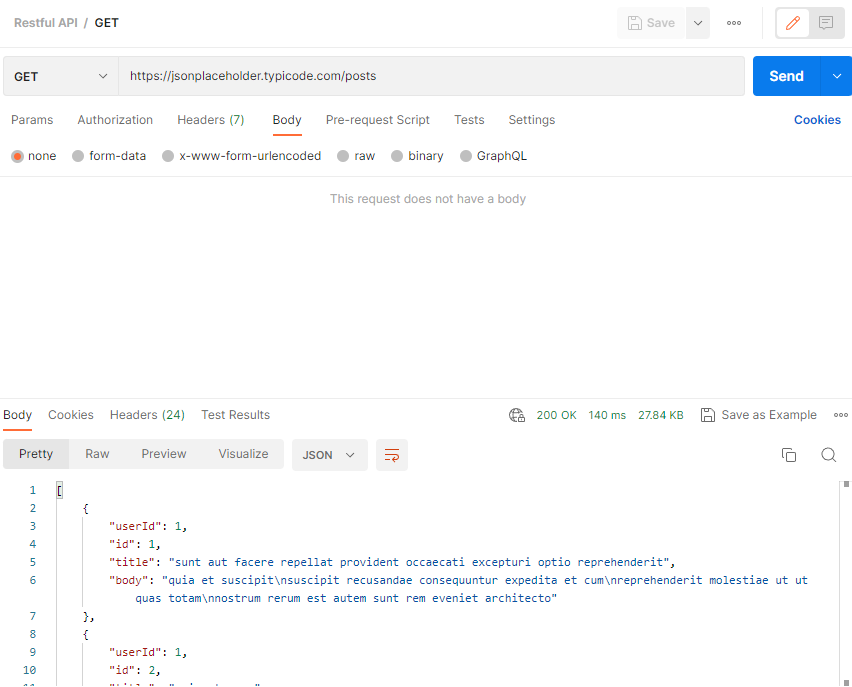 Restful API / GET
Save
GET
https://jsonplaceholder.typicode.com/posts
Send
Params Authorization Headers (7) Body Pre-request Script Tests Settings Cookies
none form-data x-www-form-urlencoded raw binary GraphQL
This request does not have a body
Body Cookies Headers (24) Test Results 200 OK 140 ms 27.84 KB Save as Example
Pretty Raw Preview Visualize JSON
1 [
2 {
3 "userId": 1,
4 "id": 1,
5 "title": "sunt aut facere repellat provident occaecati excepturi optio reprehenderit",
6 "body": "quia et suscipit\nsuscipit recusandae consequuntur expedita et cum\nreprehenderit molestiae ut ut
quas totam\nnostrum rerum est autem sunt rem eveniet architecto"
7 },
8 {
9 "userId": 1,
10 "id": 2,